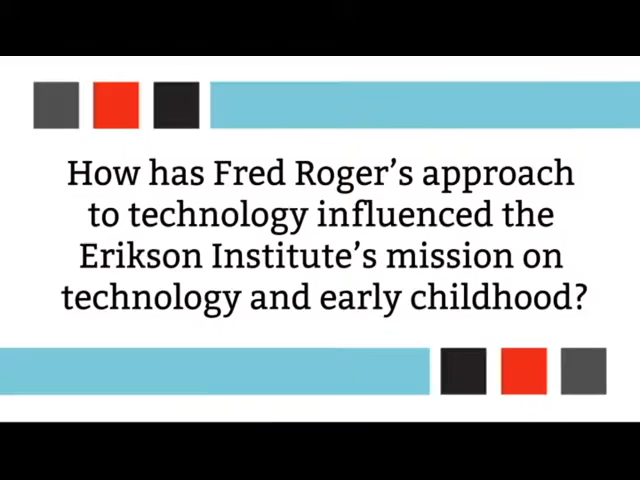 How has Fred Roger’s approach
to technology influenced the
Erikson Institute’s mission on
technology and early childhood?